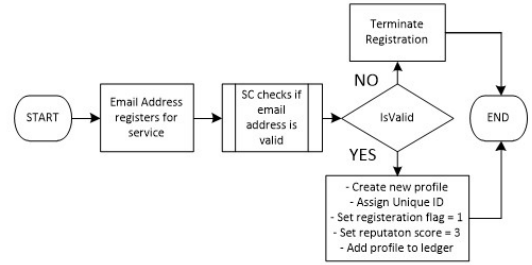 START
Email Address
registers for
service
SC checks if
email
address is
valid
IsValid
NO
Terminate
Registration
YES
- Create new profile
- Assign Unique ID
- Set registeration flag = 1
- Set reputaton score = 3
- Add profile to ledger
END